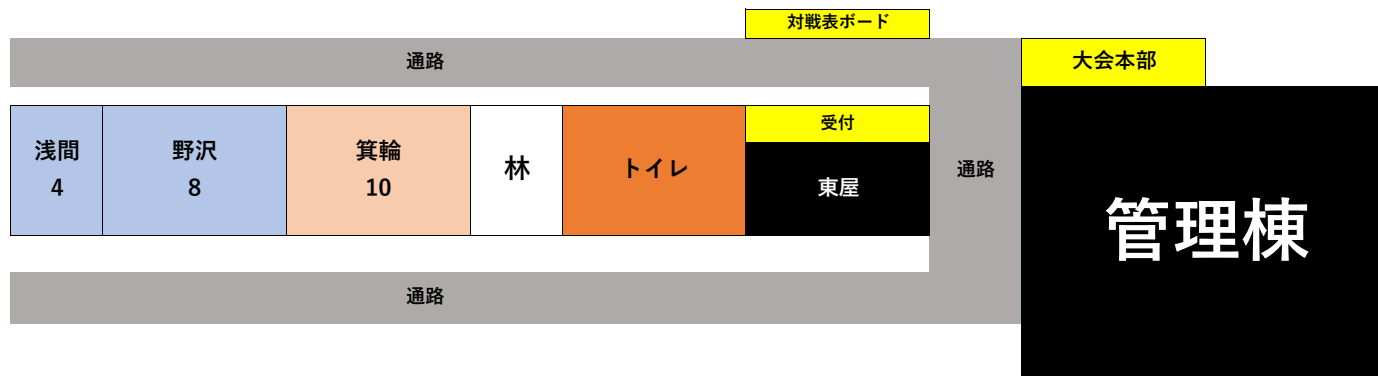 対戦表ボード
通路
大会本部
浅間
4
野沢
8
箕輪
10
林
トイレ
受付
東屋
通路
管理棟
通路